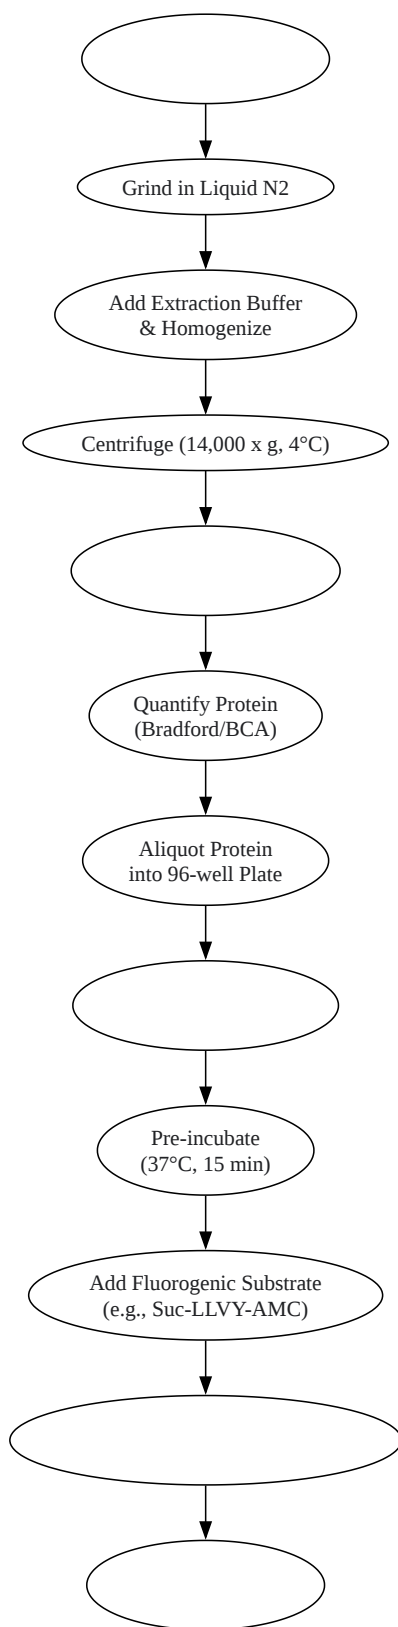 Grind in Liquid N2
Add Extraction Buffer
& Homogenize
Centrifuge (14,000 x g, 4°C)
Quantify Protein
(Bradford/BCA)
Aliquot Protein
into 96-well Plate
Pre-incubate
(37°C, 15 min)
Add Fluorogenic Substrate
(e.g., Suc-LLVY-AMC)